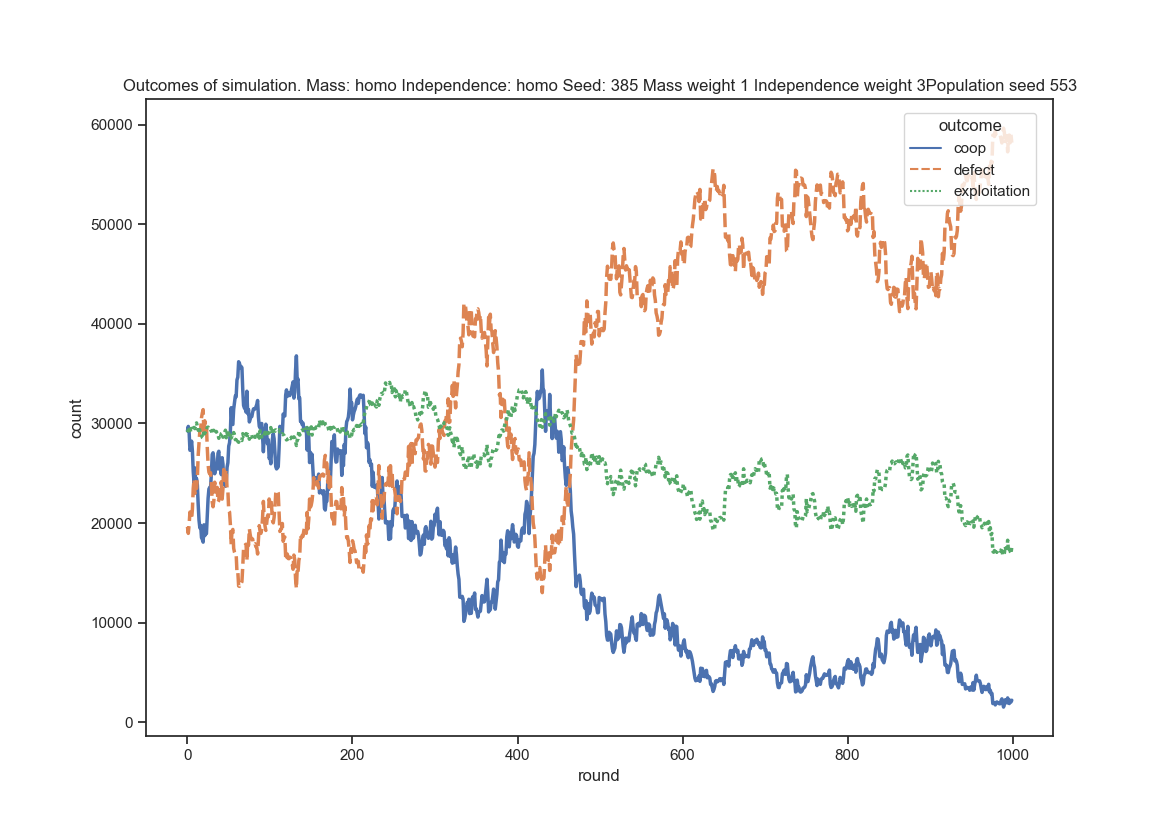 Outcomes of simulation. Mass: homo Independence: homo Seed: 385 Mass weight 1 Independence weight 3Population seed 553
outcome
coop
defect
exploitation
60000
50000
40000
30000
20000
10000
0
count
0 200 400 600 800 1000
round